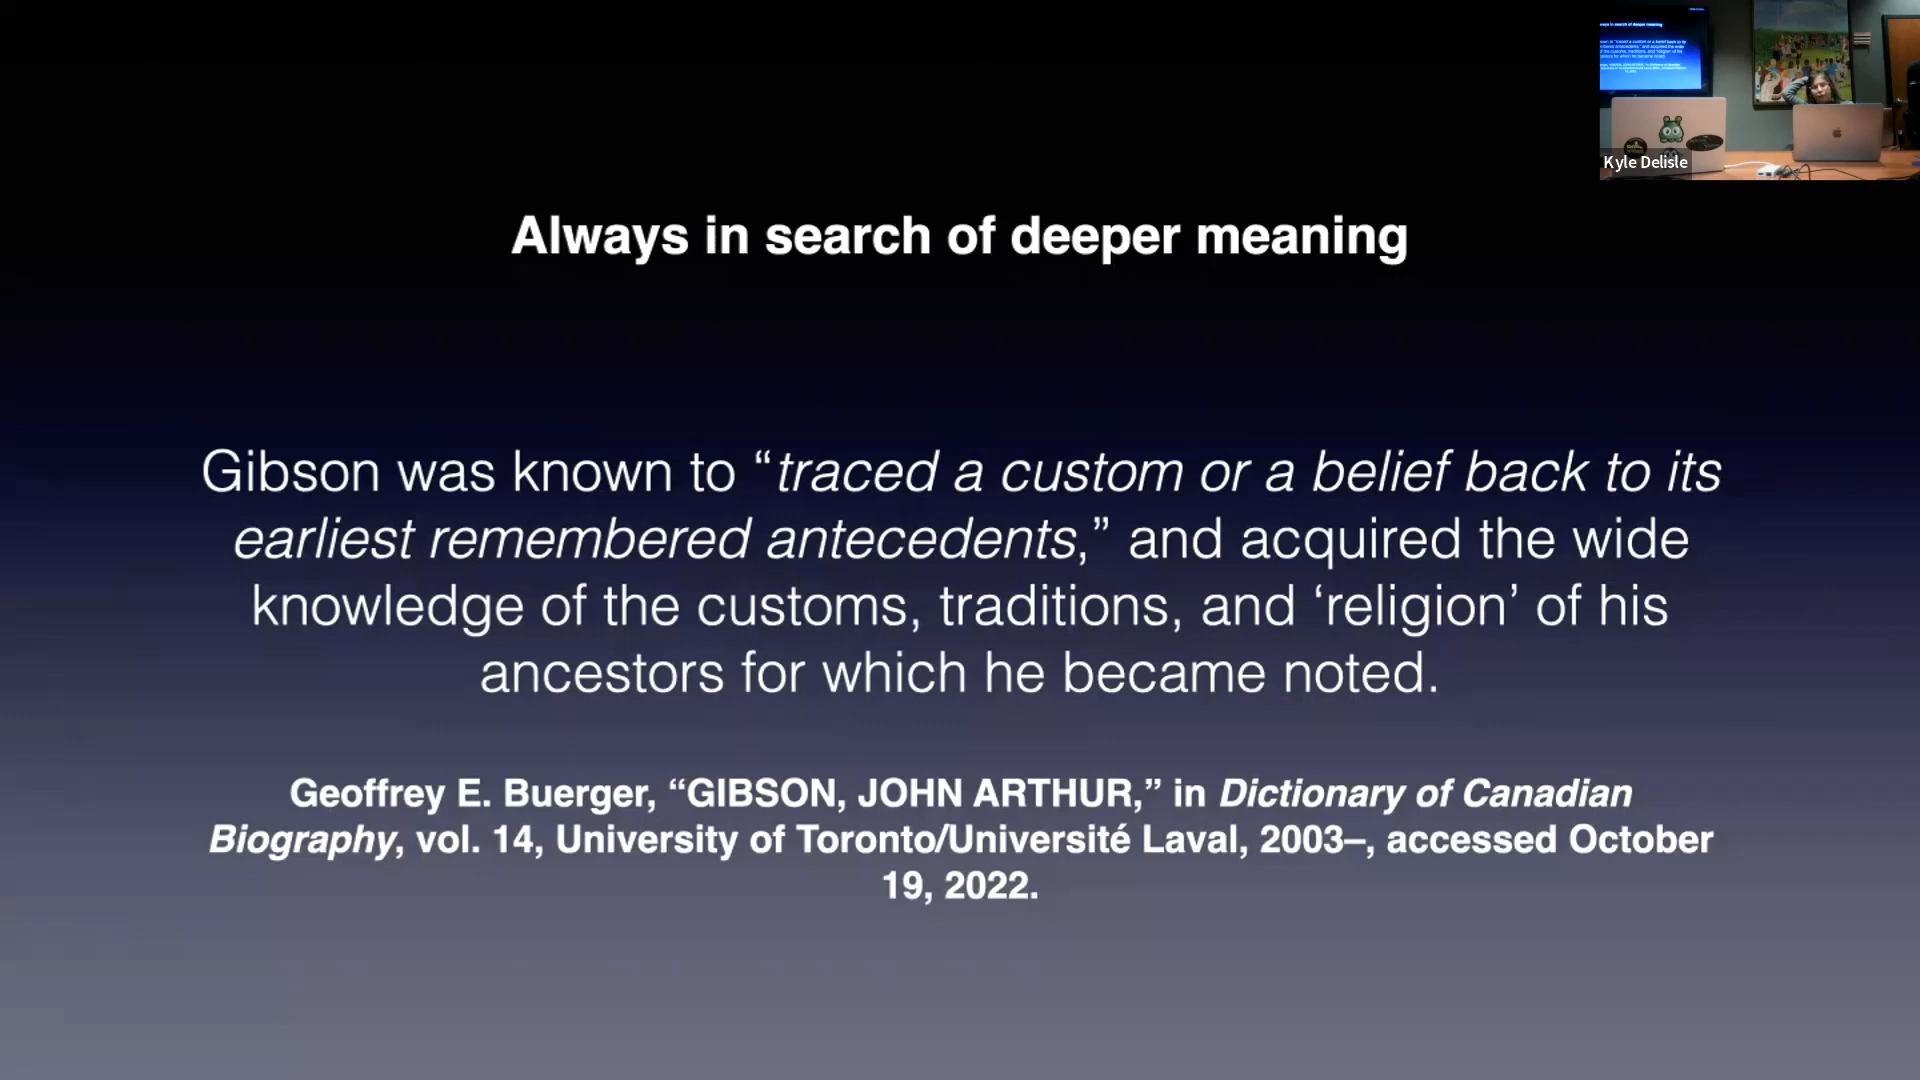 Always in search of deeper meaning
Gibson was known to “traced a custom or a belief back to its
earliest remembered antecedents,” and acquired the wide
knowledge of the customs, traditions, and ‘religion’ of his
ancestors for which he became noted.
Geoffrey E. Buerger, “GIBSON, JOHN ARTHUR,” in Dictionary of Canadian
Biography, vol. 14, University of Toronto/Université Laval, 2003–, accessed October
19, 2022.
Kyle Delisle